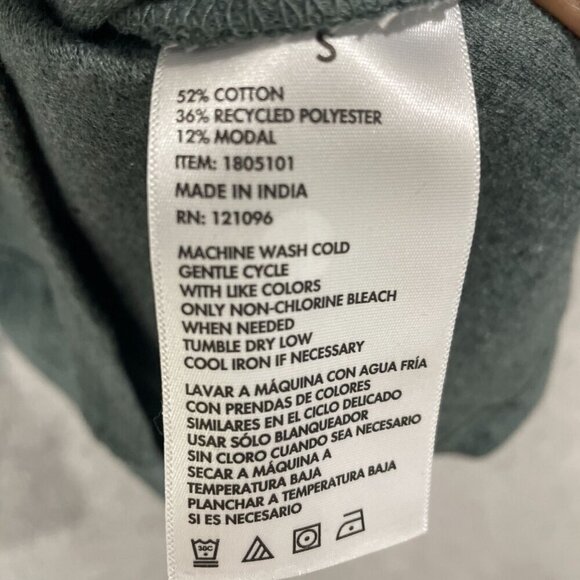 S
52% COTTON
36% RECYCLED POLYESTER
12% MODAL
ITEM: 1805101
MADE IN INDIA
RN: 121096
MACHINE WASH COLD
GENTLE CYCLE
WITH LIKE COLORS
ONLY NON-CHLORINE BLEACH
WHEN NEEDED
TUMBLE DRY LOW
COOL IRON IF NECESSARY
LAVAR A MÁQUINA CON AGUA FRÍA
CON PRENDAS DE COLORES
SIMILARES EN EL CICLO DELICADO
USAR SÓLO BLANQUEADOR
SIN CLORO CUANDO SEA NECESARIO
SECAR A MÁQUINA A
TEMPERATURA BAJA
PLANCHAR A TEMPERATURA BAJA
SI ES NECESARIO
30C